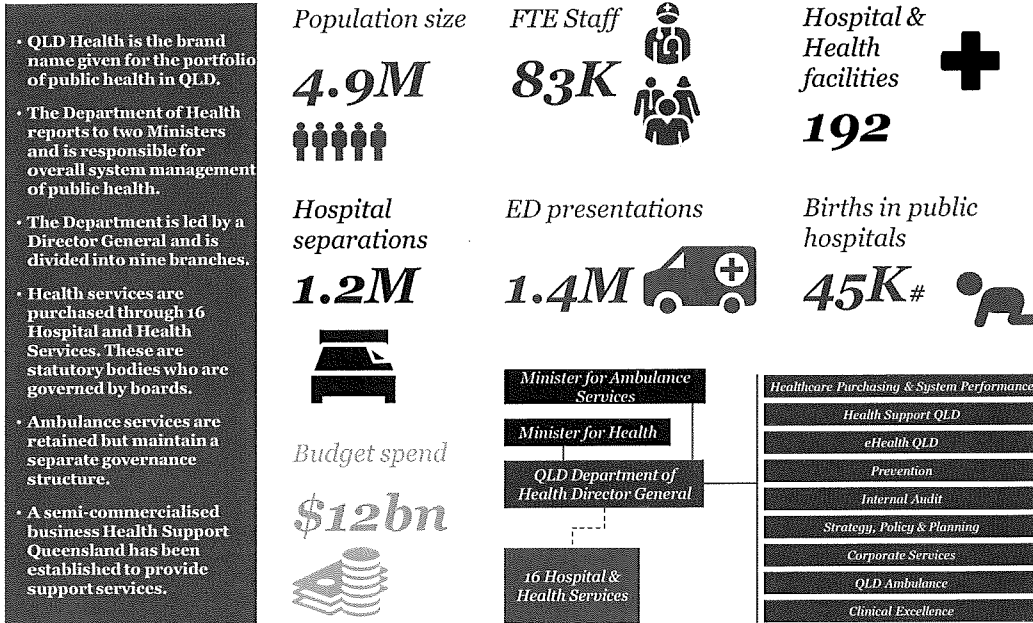 • QLD Health is the brand
name given for the portfolio
of public health in QLD.
• The Department of Health
reports to two Ministers
and is responsible for
overall system management
of public health.
• The Department is led by a
Director General and is
divided into nine branches.
• Health services are
purchased through 16
Hospital and Health
Services. These are
statutory bodies who are
governed by boards.
• Ambulance services are
retained but maintain a
separate governance
structure.
• A semi-commercialised
business Health Support
Queensland has been
established to provide
support services.
Population size
4.9M
FTE Staff
83K
Hospital &
Health
facilities
192
Hospital
separations
1.2M
ED presentations
1.4M
Births in public
hospitals
45K#
Budget spend
$12bn
Minister for Ambulance
Services
Minister for Health
QLD Department of
Health Director General
16 Hospital &
Health Services
Healthcare Purchasing & System Performance
Health Support QLD
eHealth QLD
Prevention
Internal Audit
Strategy, Policy & Planning
Corporate Services
QLD Ambulance
Clinical Excellence